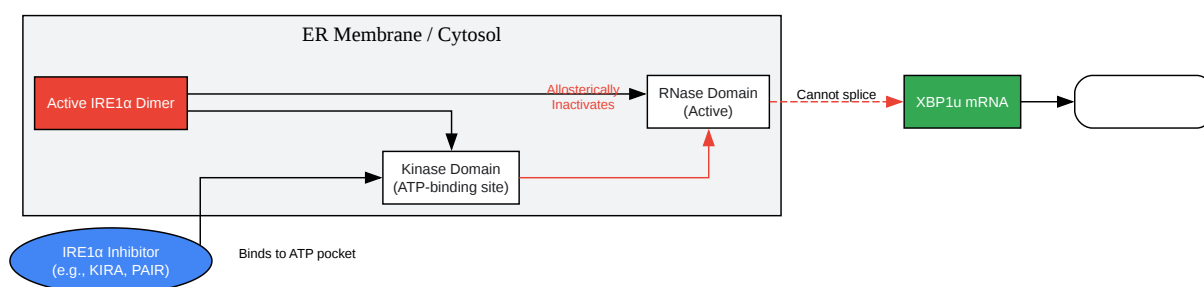 ER Membrane / Cytosol
Active IRE1α Dimer
Allosterically
Inactivates
RNase Domain
(Active)
Cannot splice
XBP1u mRNA
Kinase Domain
(ATP-binding site)
IRE1α Inhibitor
(e.g., KIRA, PAIR)
Binds to ATP pocket